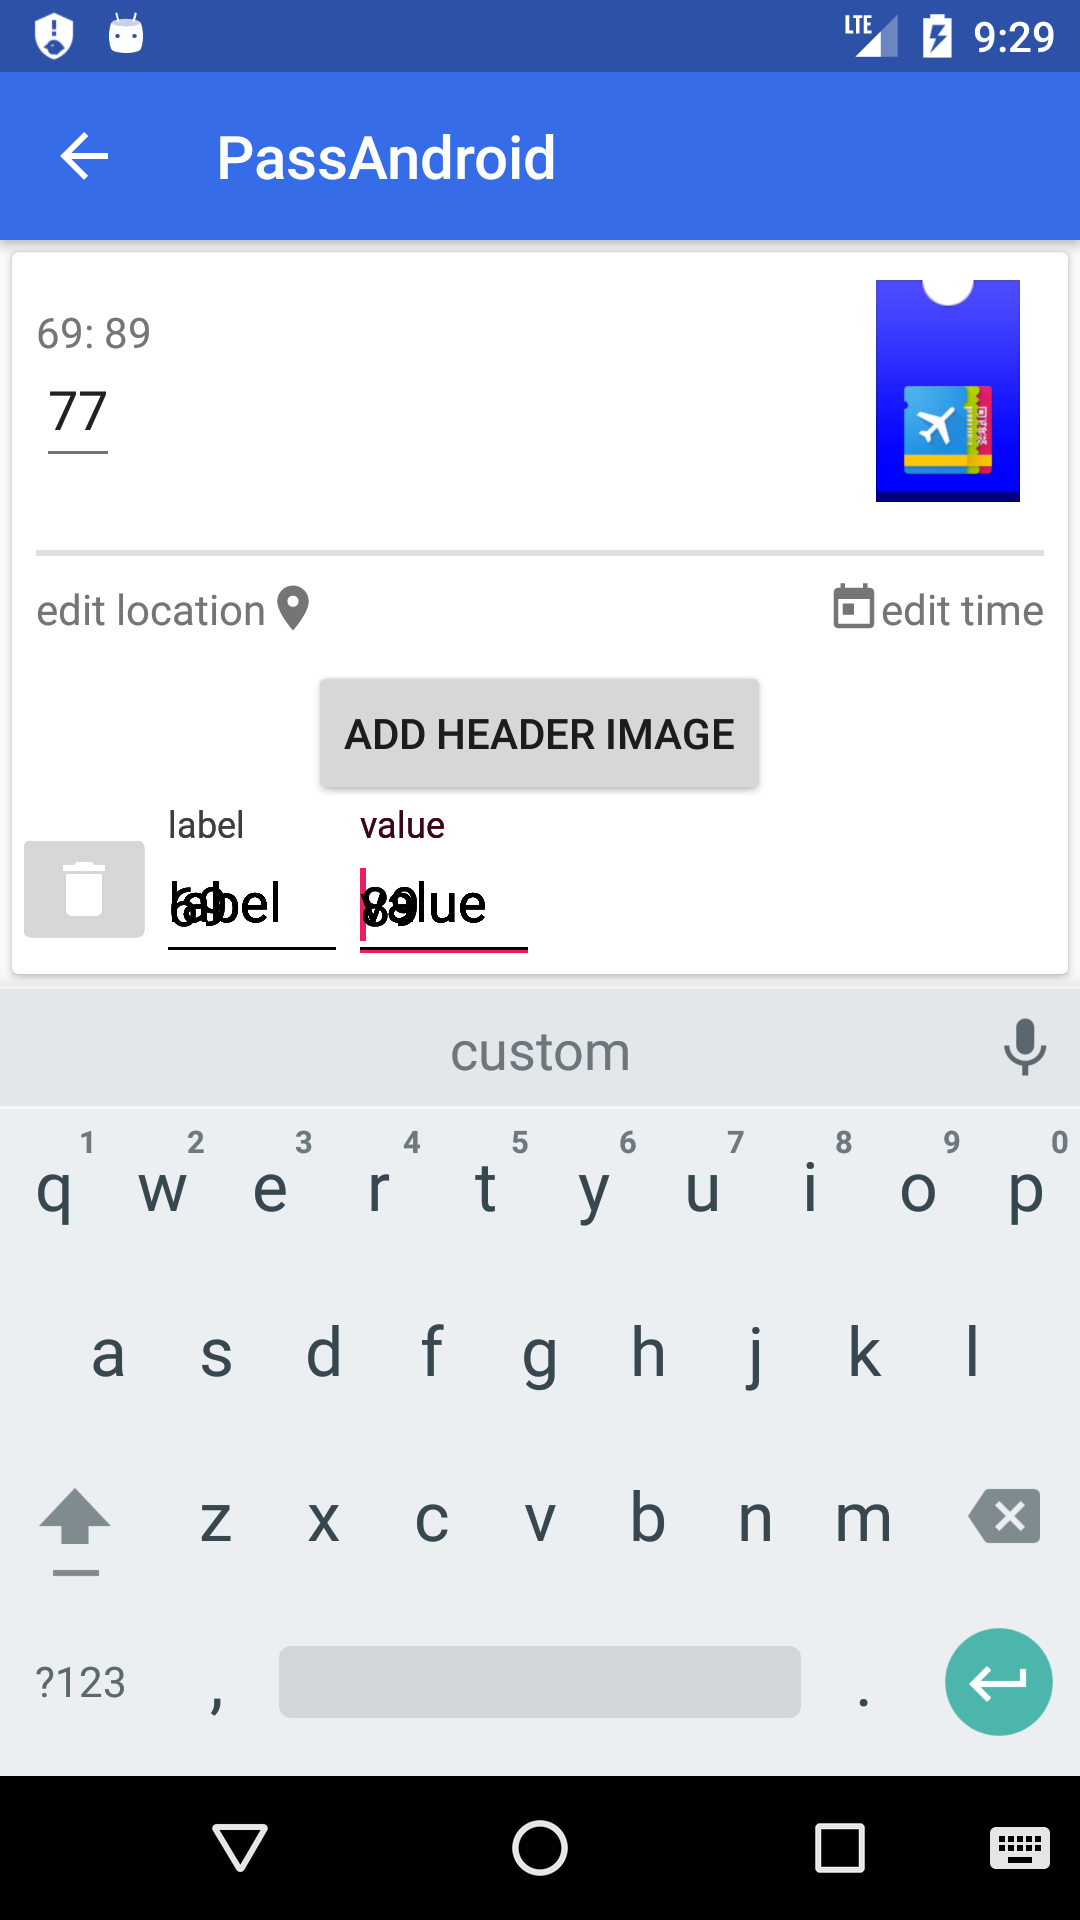 LTE 9:29
PassAndroid
69: 89
77
edit location edit time
ADD HEADER IMAGE
label value
69 label 89 value
custom
1 2 3 4 5 6 7 8 9 0
q w e r t y u i o p
a s d f g h j k l
z x c v b n m
?123 , .